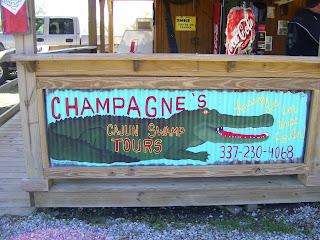 CHAMPAGNE'S
CAJUN SWAMP
TOURS
337-230-4068
Coca-Cola